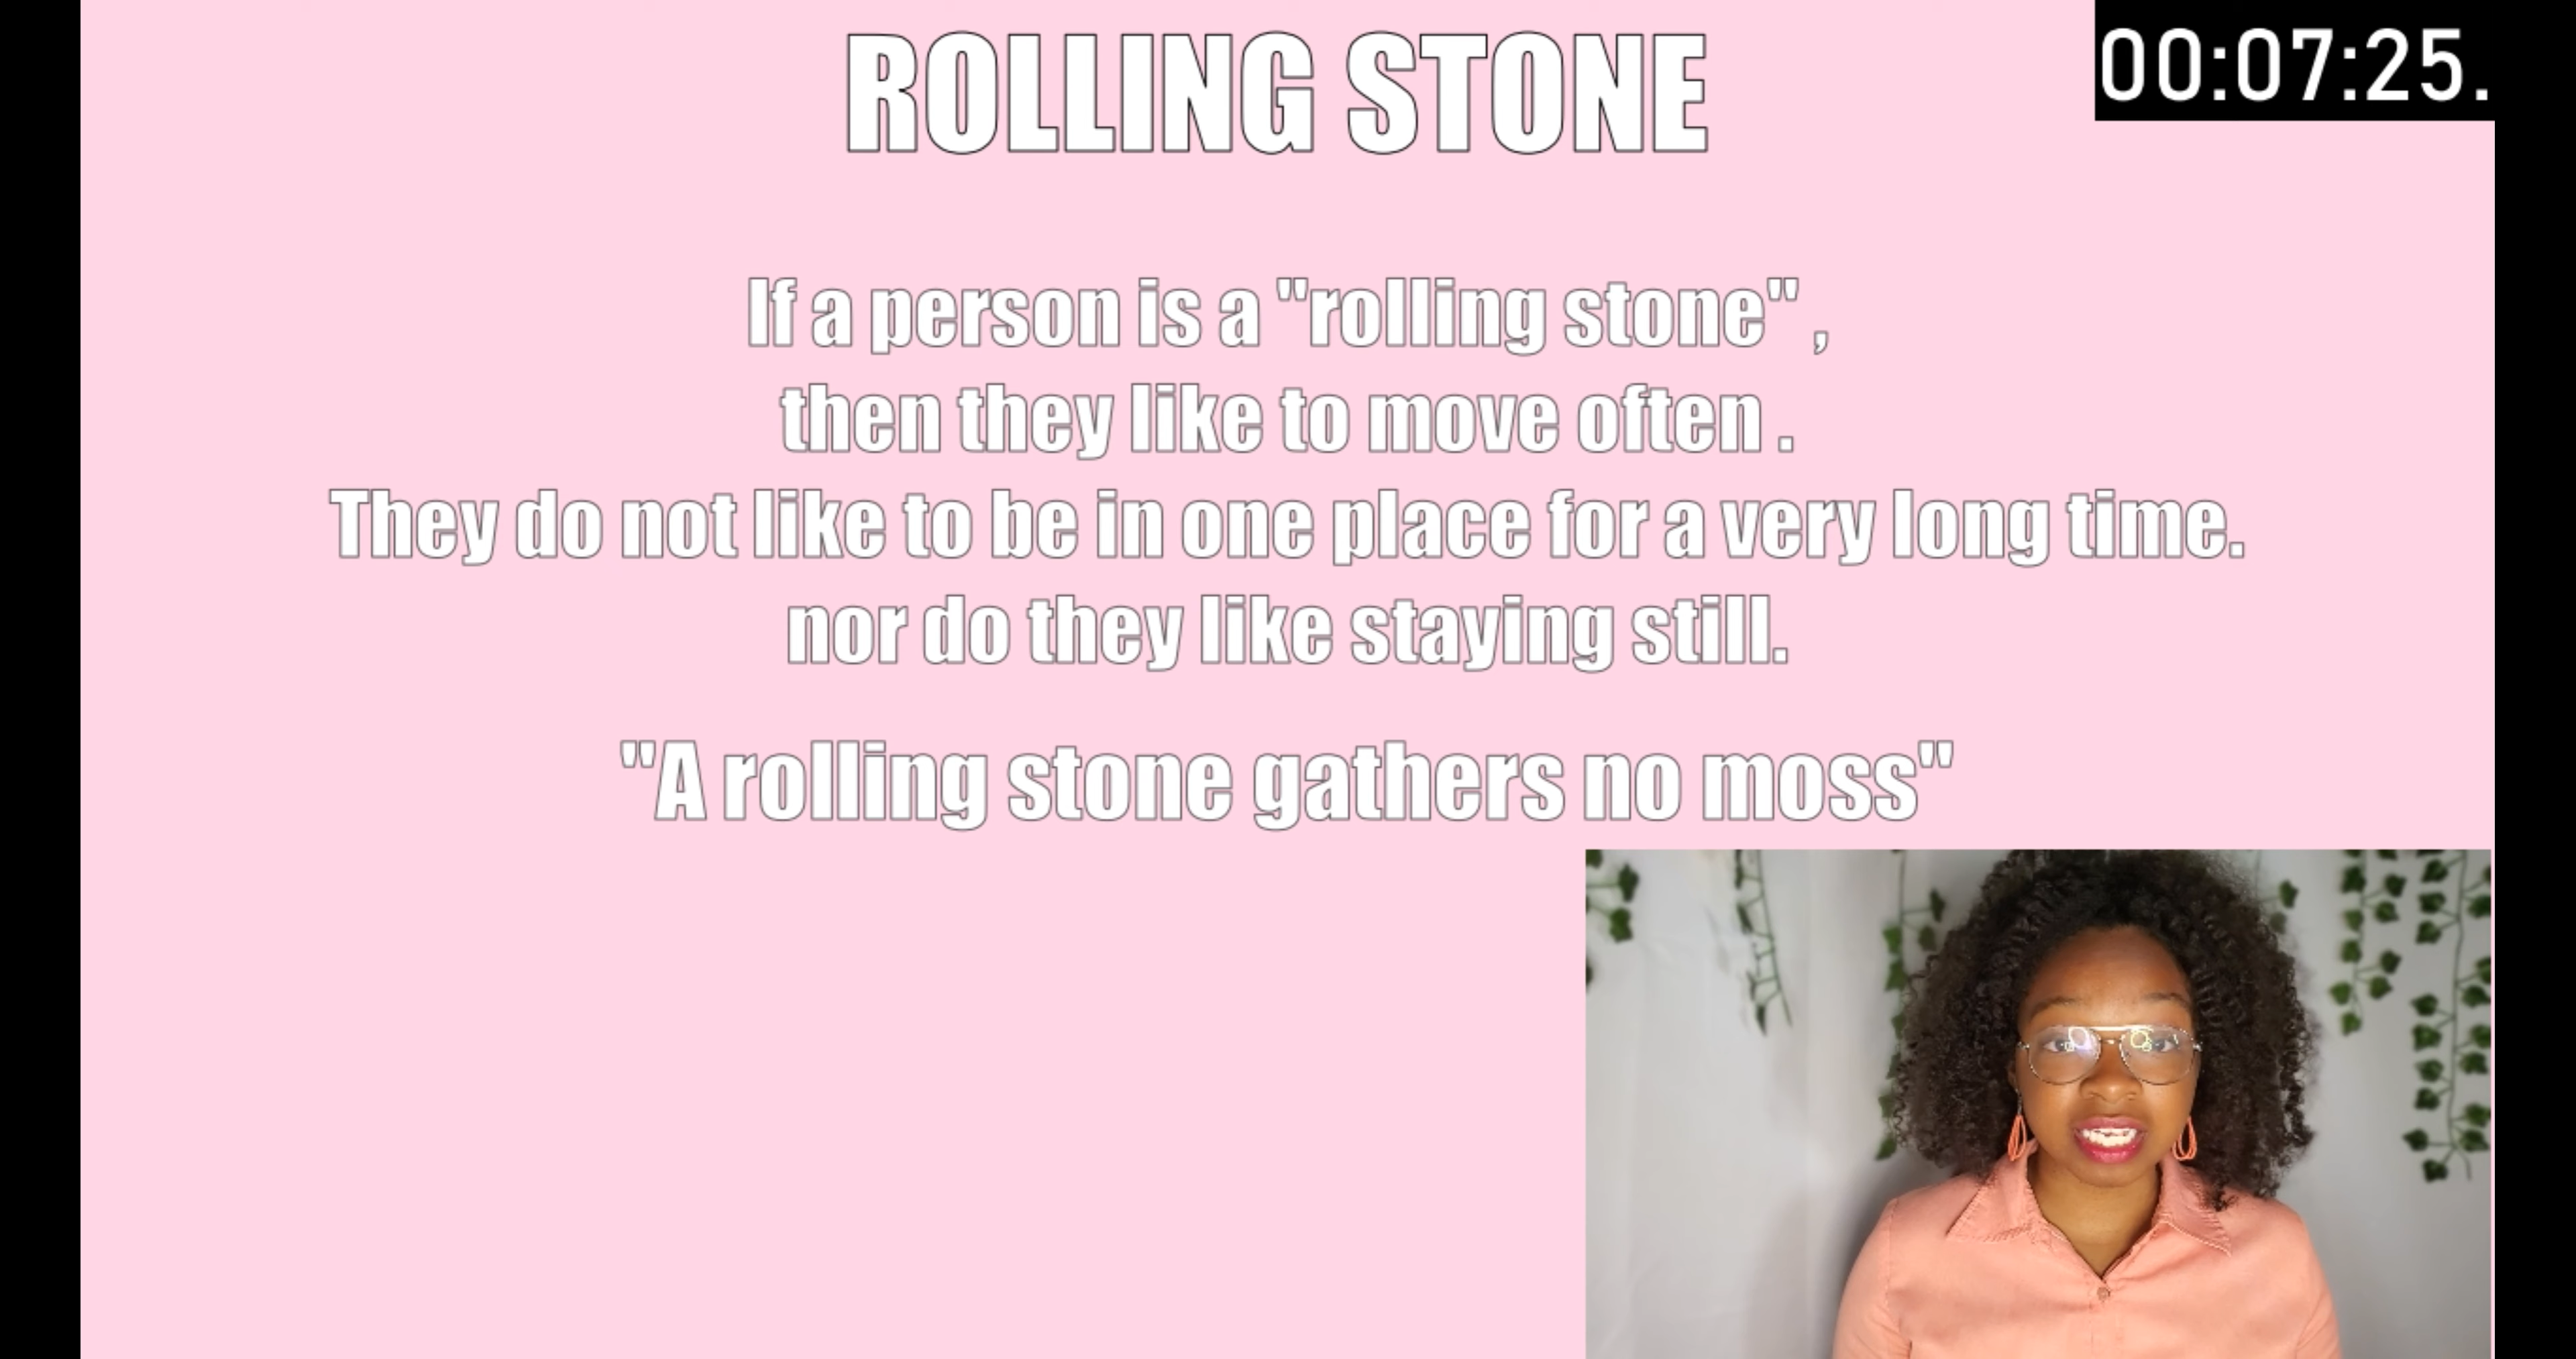 ROLLING STONE
00:07:25.
If a person is a "rolling stone" ,
then they like to move often .
They do not like to be in one place for a very long time.
nor do they like staying still.
"A rolling stone gathers no moss"